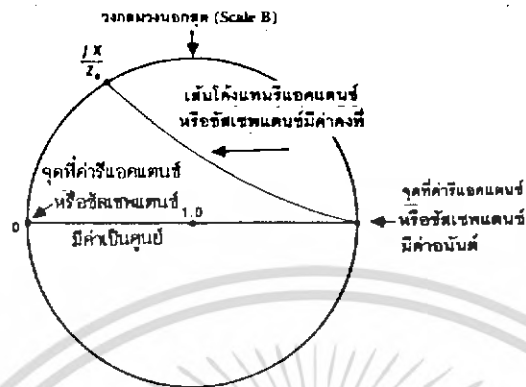 วงกลมวงนอกสุด (Scale B)
jX
Z₀
เส้นโค้งแทนรีแอคแตนซ์
หรือซัสเซพแตนซ์มีค่าคงที่
จุดที่ค่ารีแอคแตนซ์
หรือซัสเซพแตนซ์
0
1.0
มีค่าเป็นศูนย์
จุดที่ค่ารีแอคแตนซ์
หรือซัสเซพแตนซ์
มีค่าอนันต์